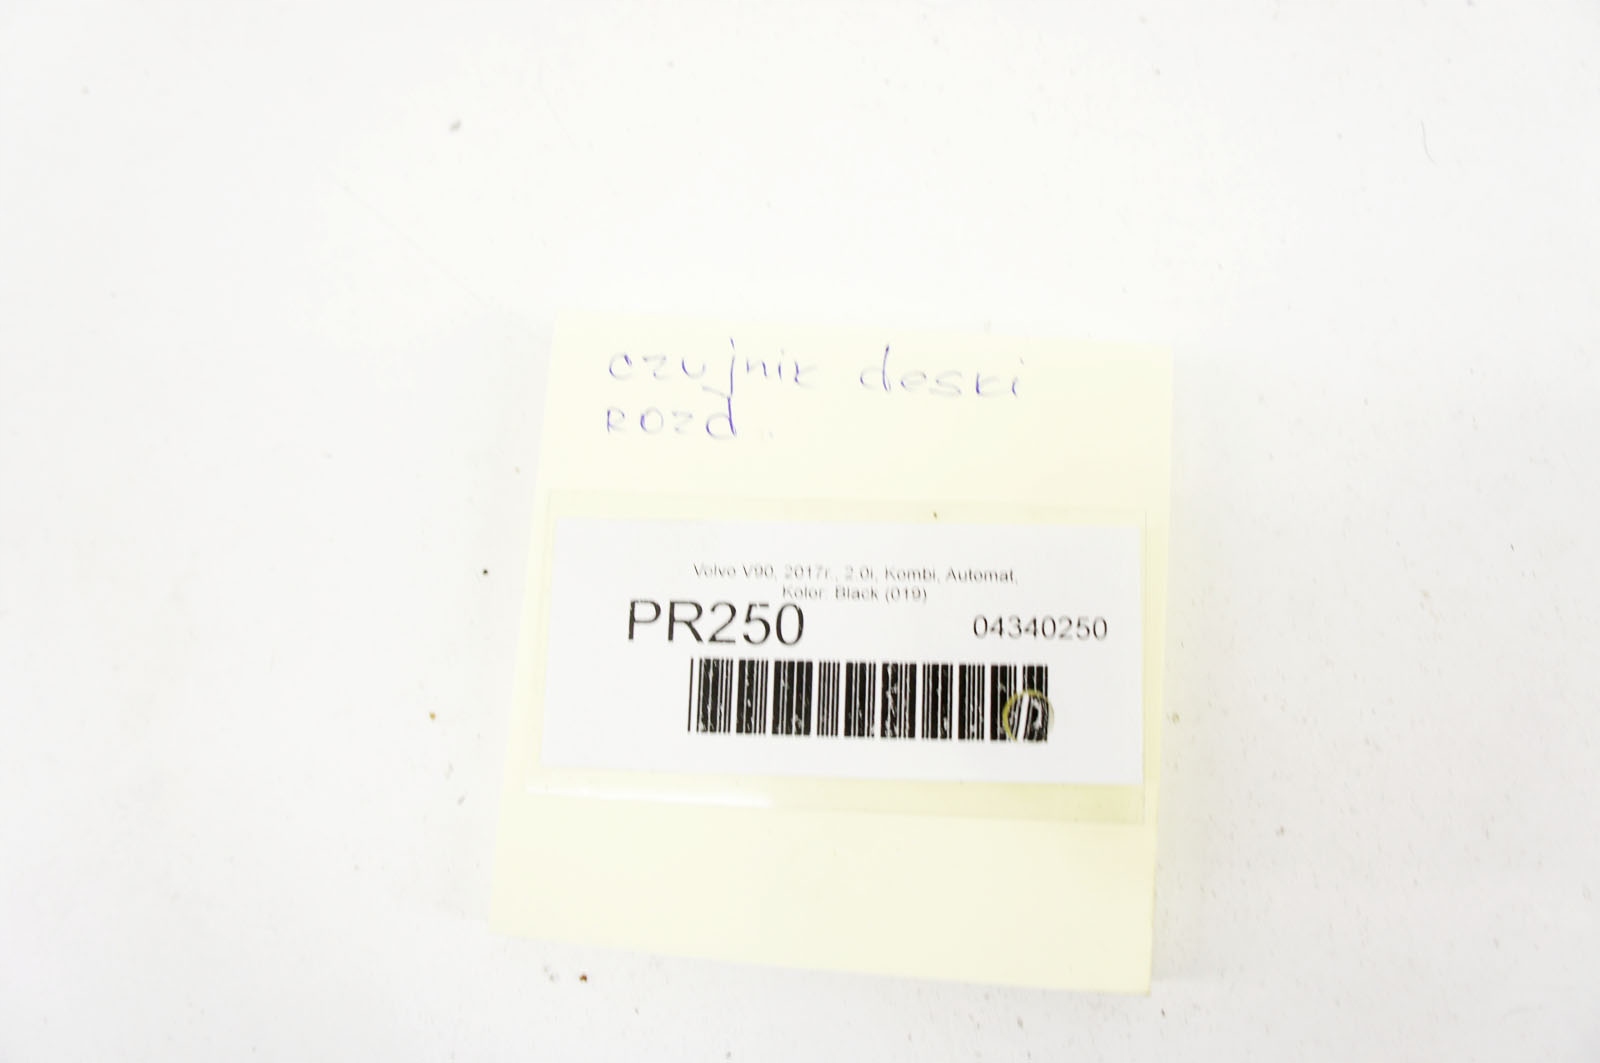 czujnik deski
rozd.
Volvo V90, 2017r., 2.0i, Kombi, Automat,
Kolor: Black (019)
PR250
04340250